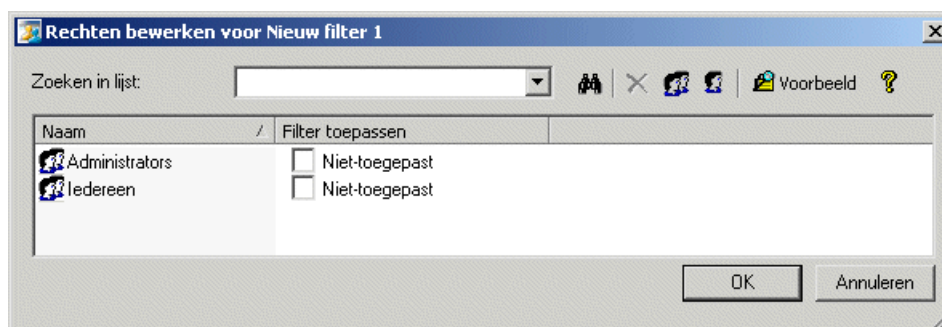 Rechten bewerken voor Nieuw filter 1
Zoeken in lijst: Voorbeeld
Naam Filter toepassen
Administrators Niet-toegepast
Iedereen Niet-toegepast
OK Annuleren